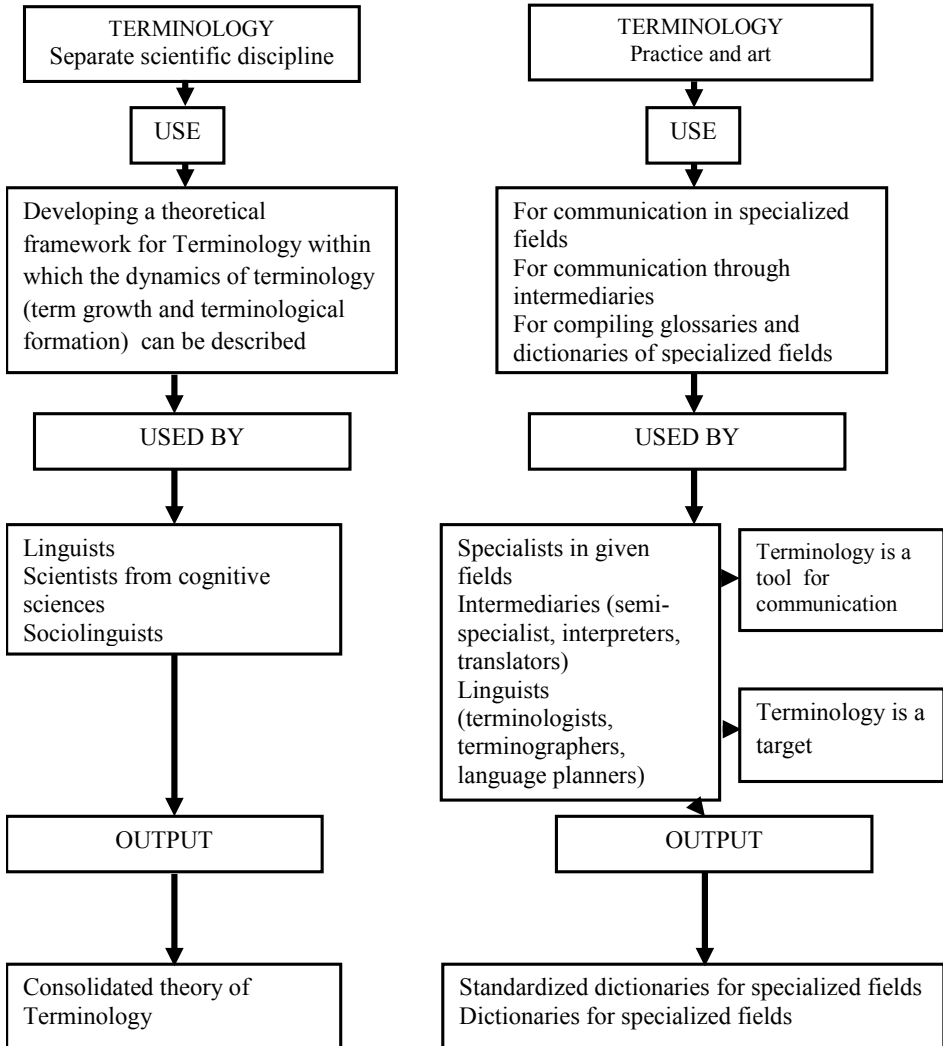 TERMINOLOGY
Separate scientific discipline
USE
Developing a theoretical
framework for Terminology within
which the dynamics of terminology
(term growth and terminological
formation) can be described
USED BY
Linguists
Scientists from cognitive
sciences
Sociolinguists
OUTPUT
Consolidated theory of
Terminology
TERMINOLOGY
Practice and art
USE
For communication in specialized
fields
For communication through
intermediaries
For compiling glossaries and
dictionaries of specialized fields
USED BY
Specialists in given
fields
Intermediaries (semi-
specialist, interpreters,
translators)
Linguists
(terminologists,
terminographers,
language planners)
Terminology is a
tool for
communication
Terminology is a
target
OUTPUT
Standardized dictionaries for specialized fields
Dictionaries for specialized fields